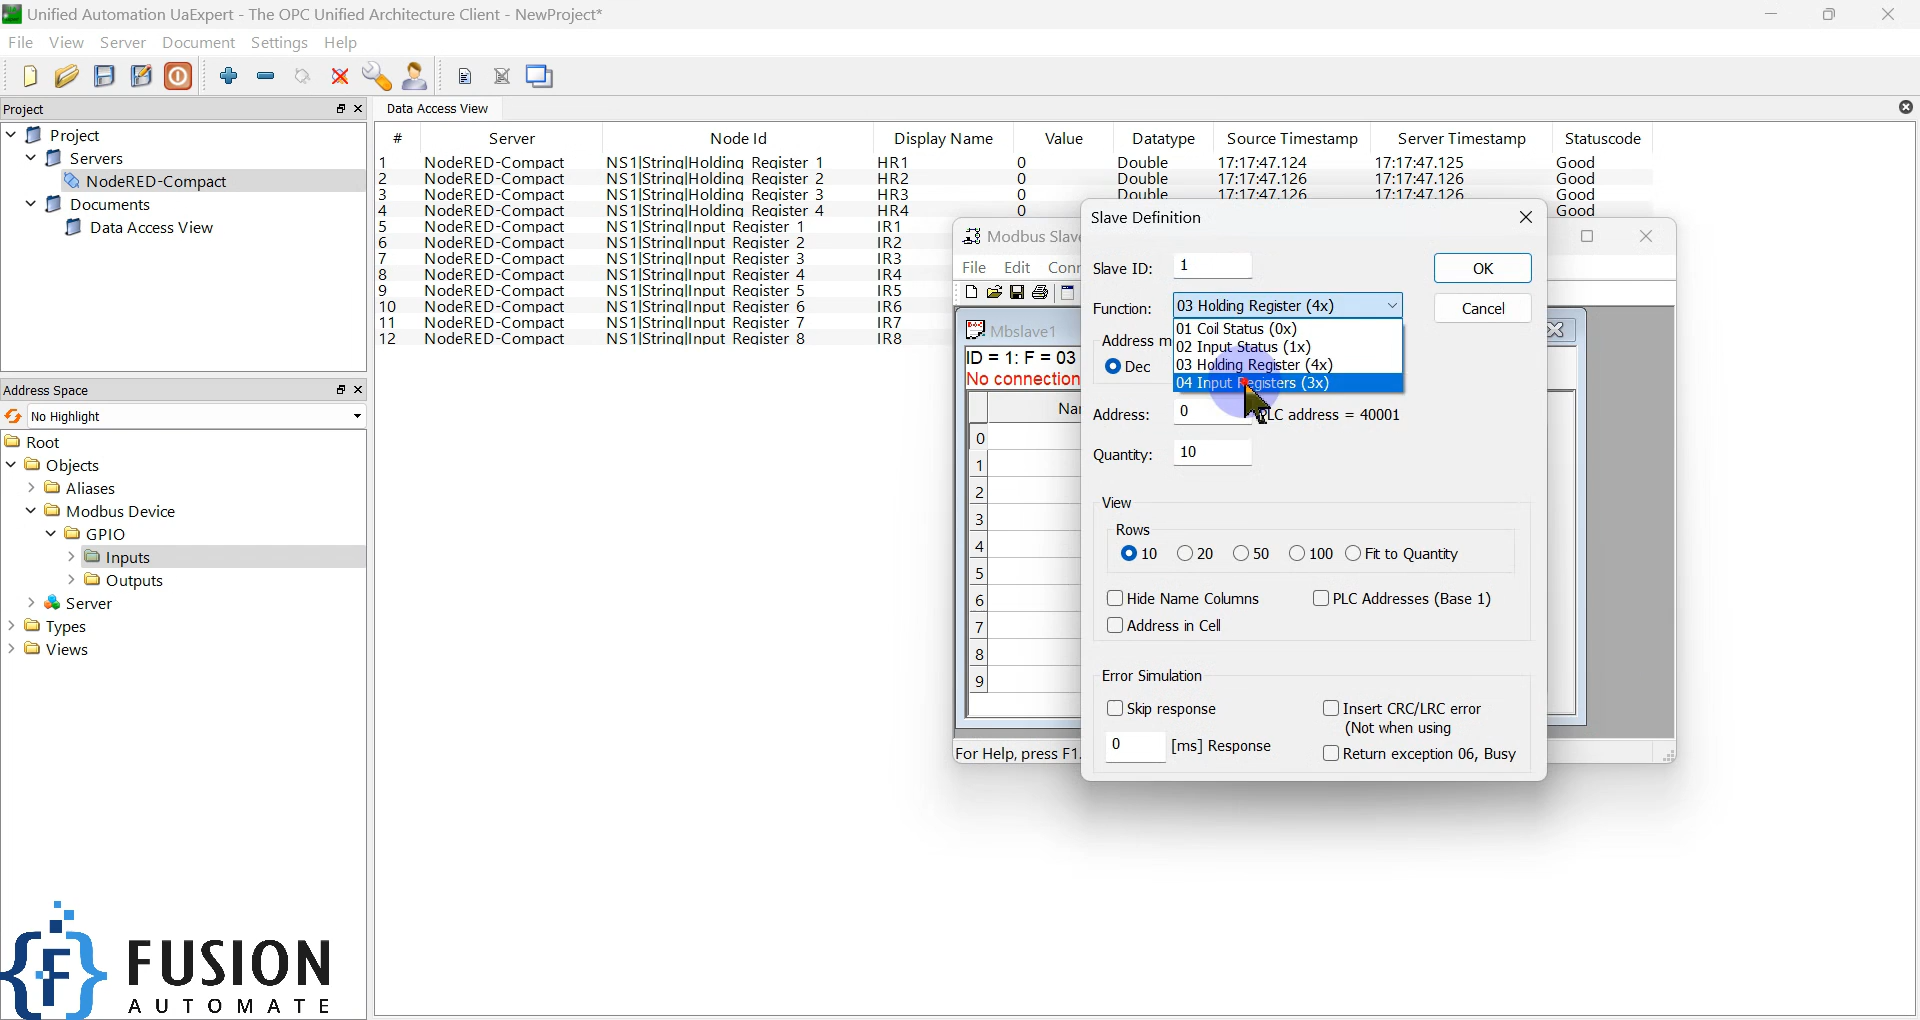 Unified Automation UaExpert - The OPC Unified Architecture Client - NewProject*
File View Server Document Settings Help
Project
Project
Servers
NodeRED-Compact
Documents
Data Access View
Address Space
No Highlight
Root
Objects
Aliases
Modbus Device
GPIO
Inputs
Outputs
Server
Types
Views
FUSION
AUTOMATE
Data Access View
# Server Node Id Display Name Value Datatype Source Timestamp Server Timestamp Statuscode
1 NodeRED-Compact NS1|String|Holding Register 1 HR1 0 Double 17:17:47.124 17:17:47.125 Good
2 NodeRED-Compact NS1|String|Holding Register 2 HR2 0 Double 17:17:47.126 17:17:47.126 Good
3 NodeRED-Compact NS1|String|Holding Register 3 HR3 0 Double 17:17:47.126 17:17:47.126 Good
4 NodeRED-Compact NS1|String|Holding Register 4 HR4 0 Good
5 NodeRED-Compact NS1|String|Input Register 1 IR1
6 NodeRED-Compact NS1|String|Input Register 2 IR2
7 NodeRED-Compact NS1|String|Input Register 3 IR3
8 NodeRED-Compact NS1|String|Input Register 4 IR4
9 NodeRED-Compact NS1|String|Input Register 5 IR5
10 NodeRED-Compact NS1|String|Input Register 6 IR6
11 NodeRED-Compact NS1|String|Input Register 7 IR7
12 NodeRED-Compact NS1|String|Input Register 8 IR8
Modbus Slave
File Edit Con
Mbslave1
ID = 1: F = 03
No connection
Na
0
1
2
3
4
5
6
7
8
9
For Help, press F1.
Slave Definition
Slave ID: 1 OK
Function: 03 Holding Register (4x) Cancel
01 Coil Status (0x)
02 Input Status (1x)
03 Holding Register (4x)
04 Input Registers (3x)
Address m
Dec
Address: 0 PLC address = 40001
Quantity: 10
View
Rows
10 20 50 100 Fit to Quantity
Hide Name Columns PLC Addresses (Base 1)
Address in Cell
Error Simulation
Skip response Insert CRC/LRC error
(Not when using
0 [ms] Response Return exception 06, Busy